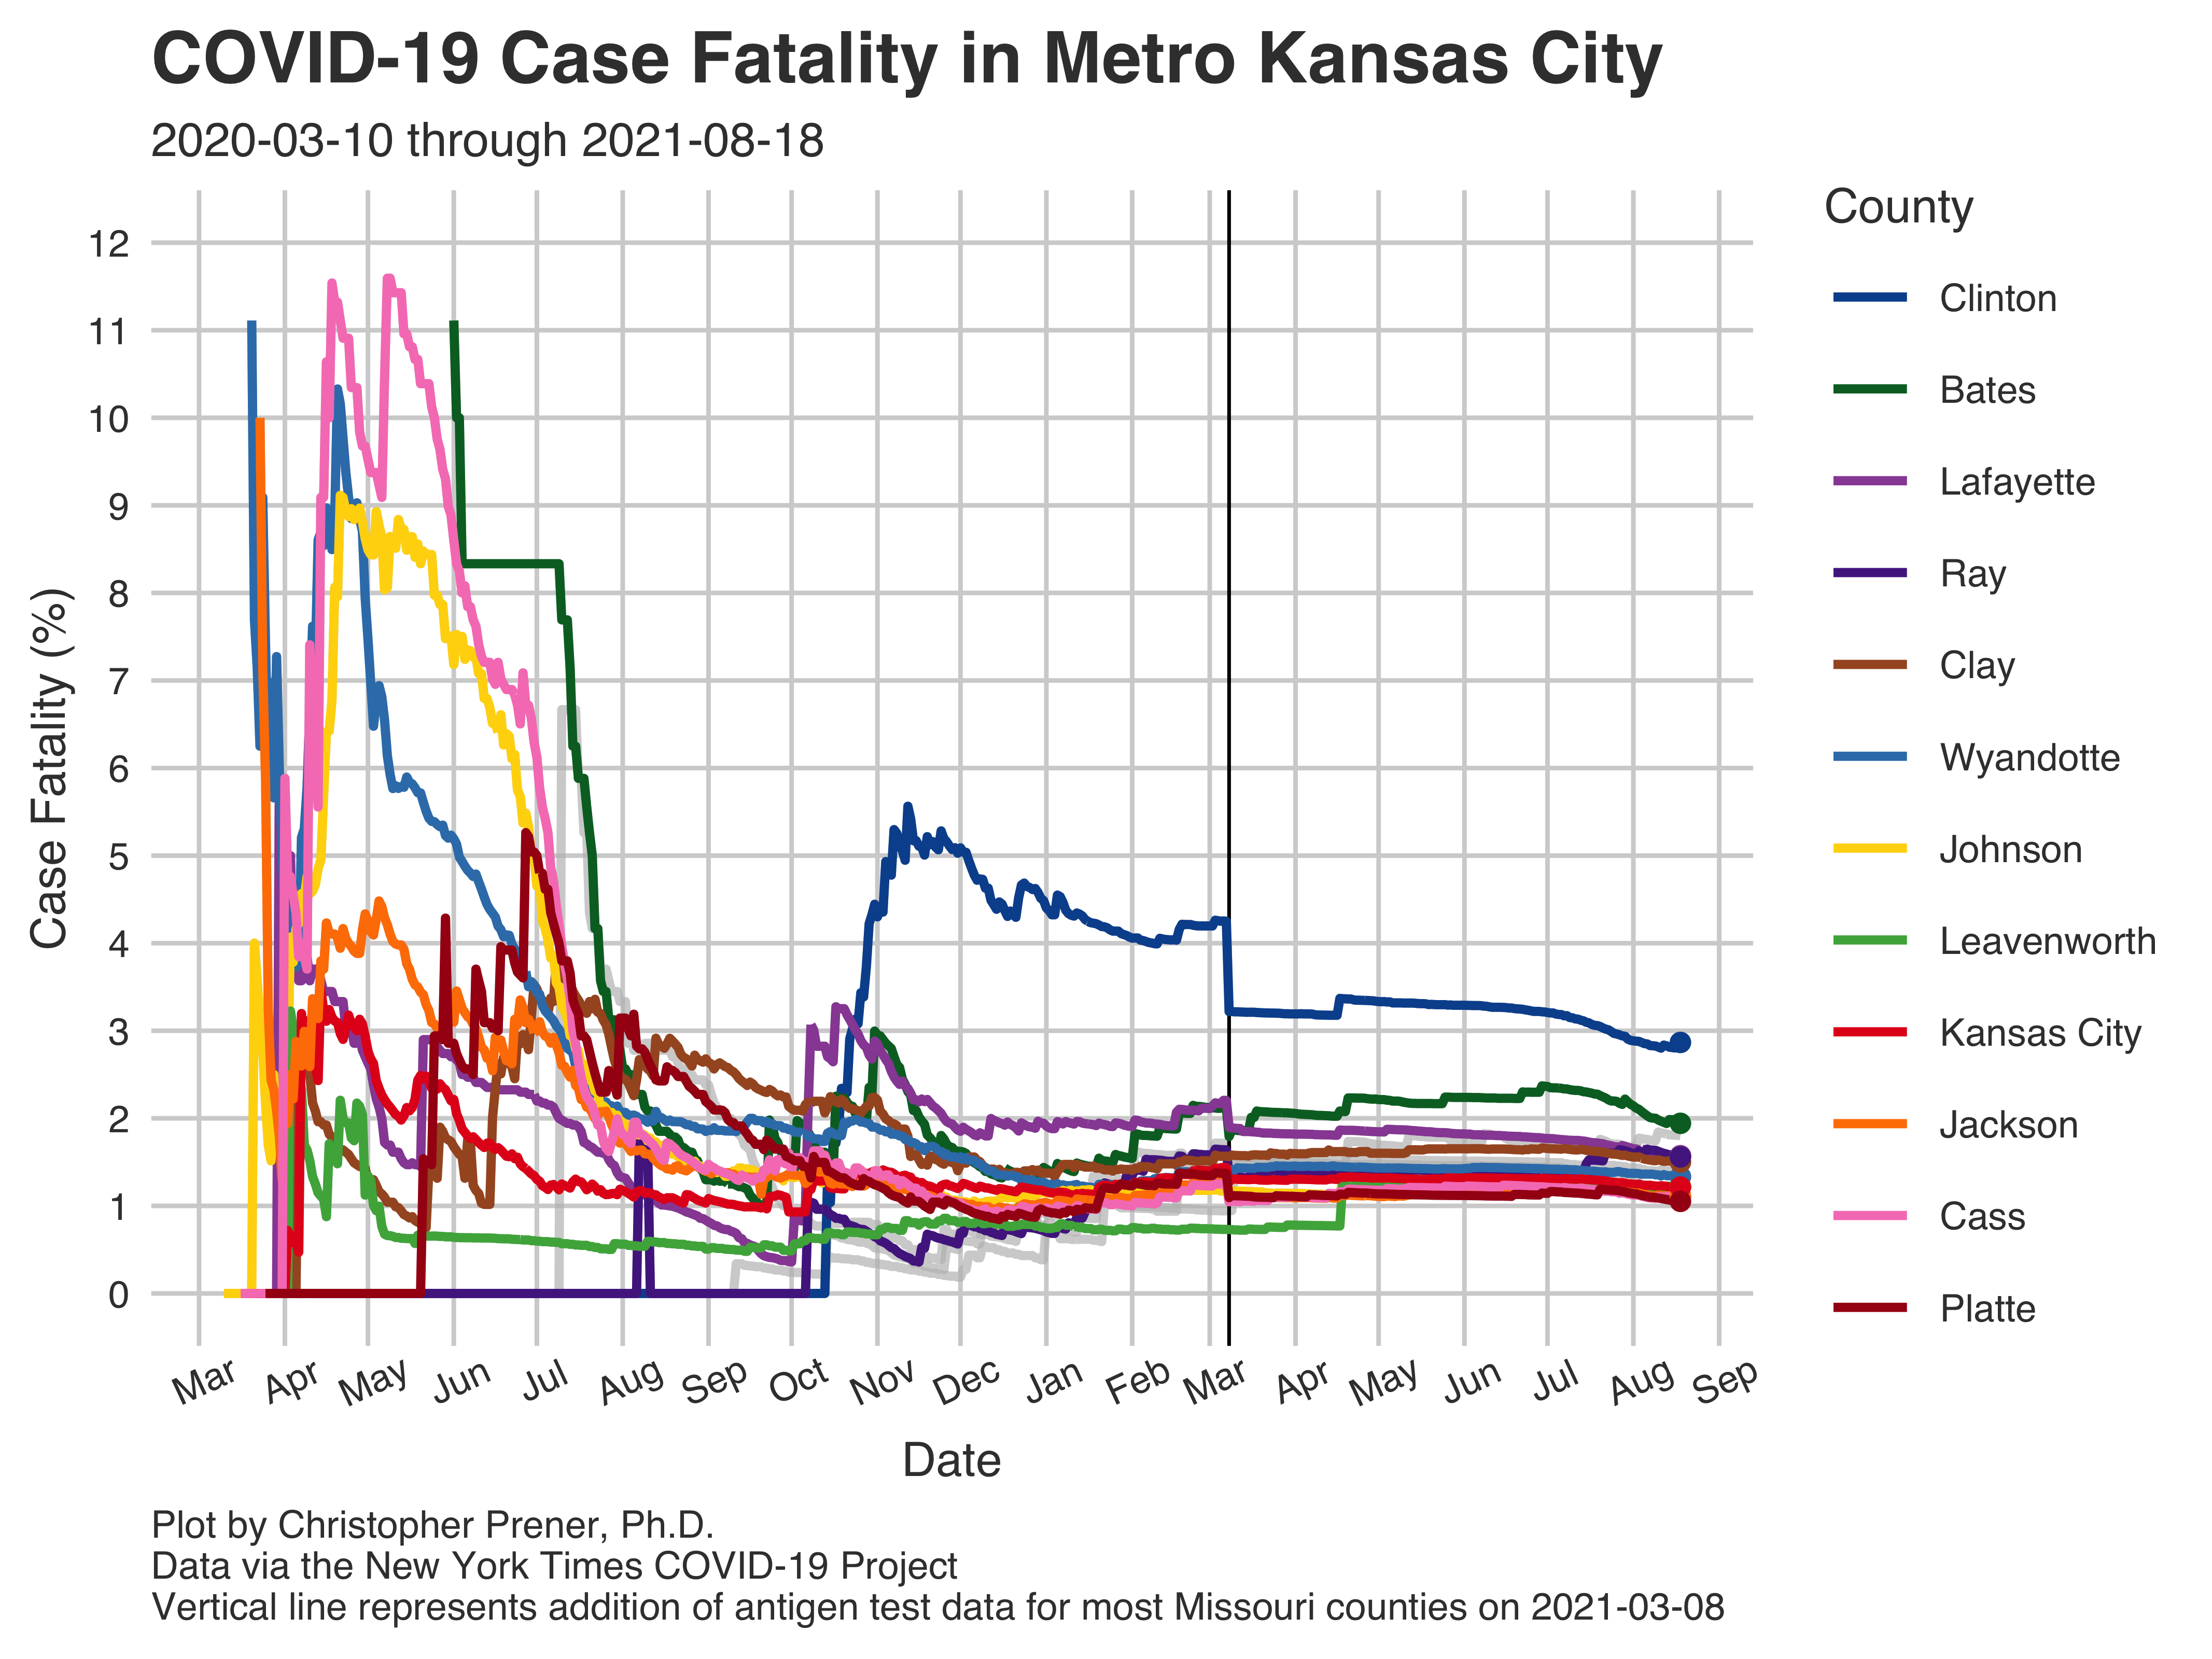 COVID-19 Case Fatality in Metro Kansas City
2020-03-10 through 2021-08-18
County
Clinton
Bates
Lafayette
Ray
Clay
Wyandotte
Johnson
Leavenworth
Kansas City
Jackson
Cass
Platte
Case Fatality (%)
12
11
10
9
8
7
6
5
4
3
2
1
0
Mar Apr May Jun Jul Aug Sep Oct Nov Dec Jan Feb Mar Apr May Jun Jul Aug Sep
Date
Plot by Christopher Prener, Ph.D.
Data via the New York Times COVID-19 Project
Vertical line represents addition of antigen test data for most Missouri counties on 2021-03-08